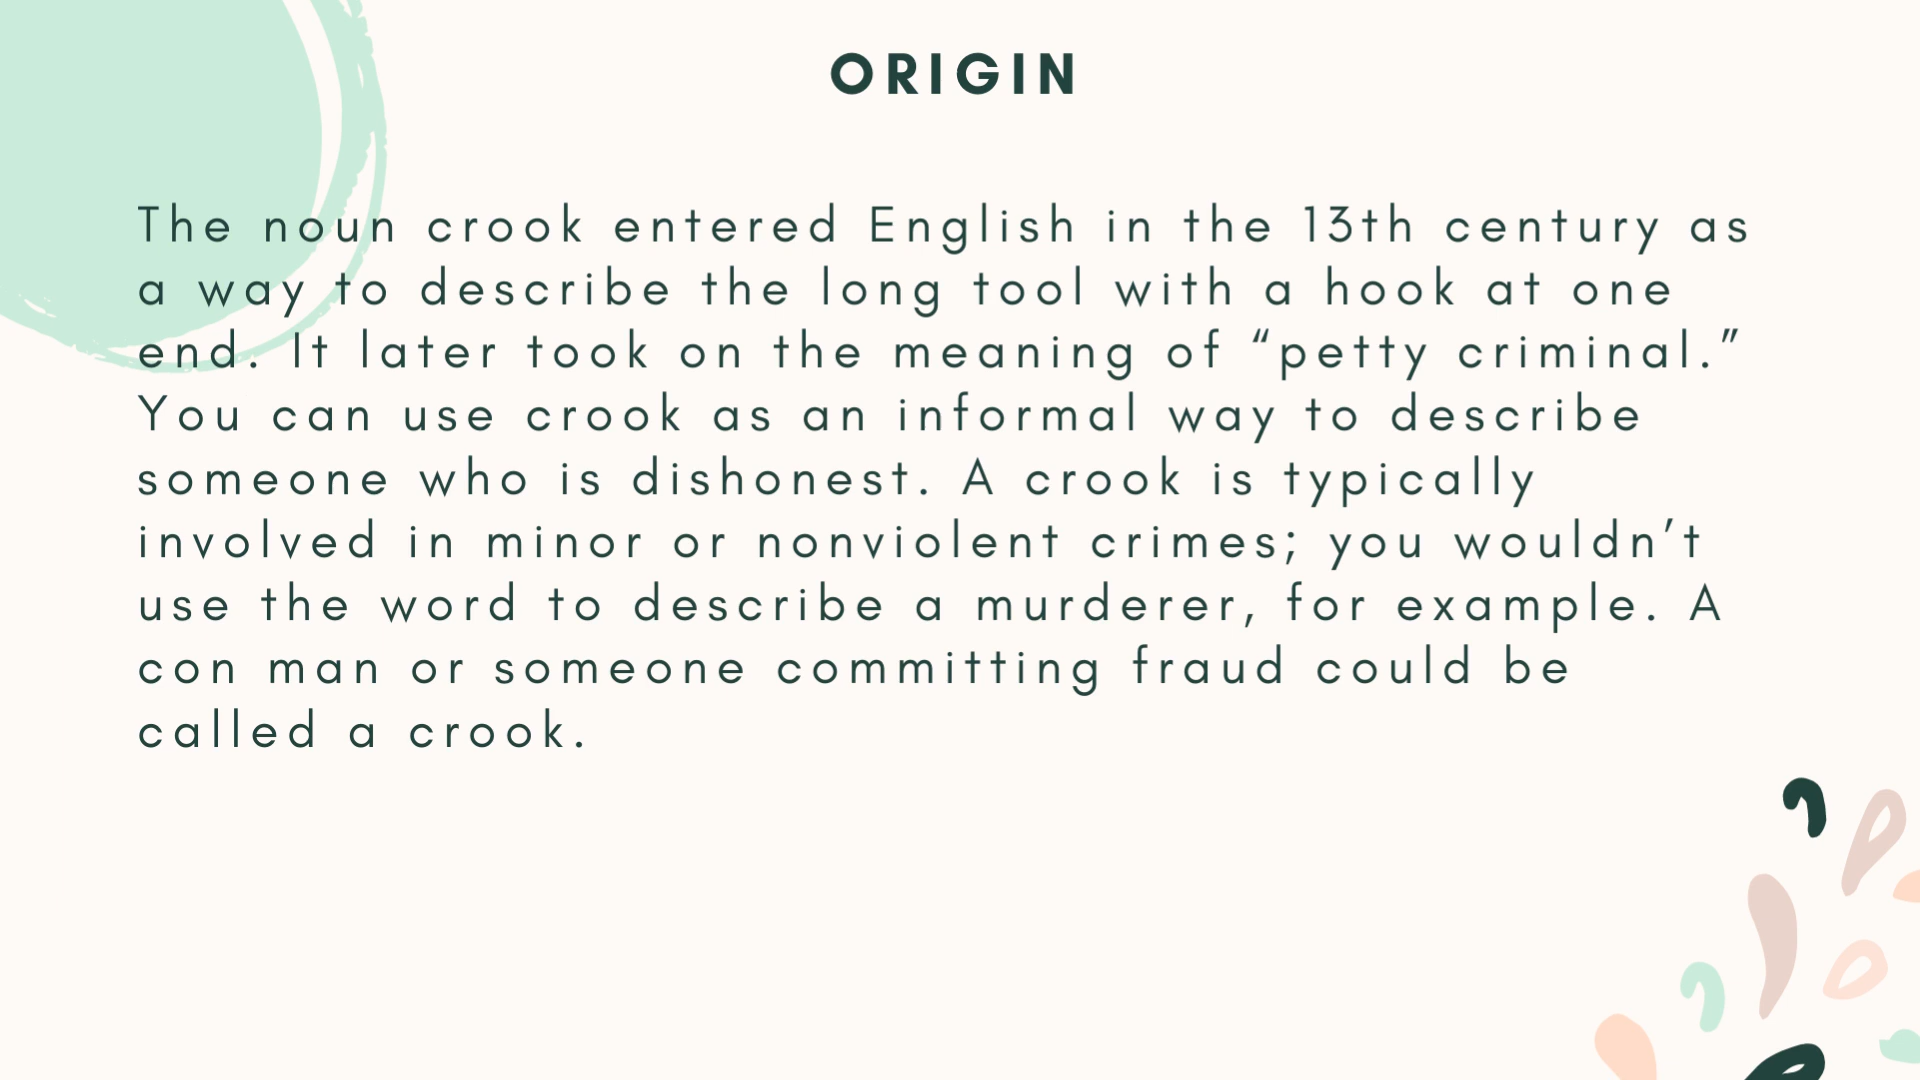 ORIGIN
The noun crook entered English in the 13th century as
a way to describe the long tool with a hook at one
end. It later took on the meaning of “petty criminal.”
You can use crook as an informal way to describe
someone who is dishonest. A crook is typically
involved in minor or nonviolent crimes; you wouldn’t
use the word to describe a murderer, for example. A
con man or someone committing fraud could be
called a crook.